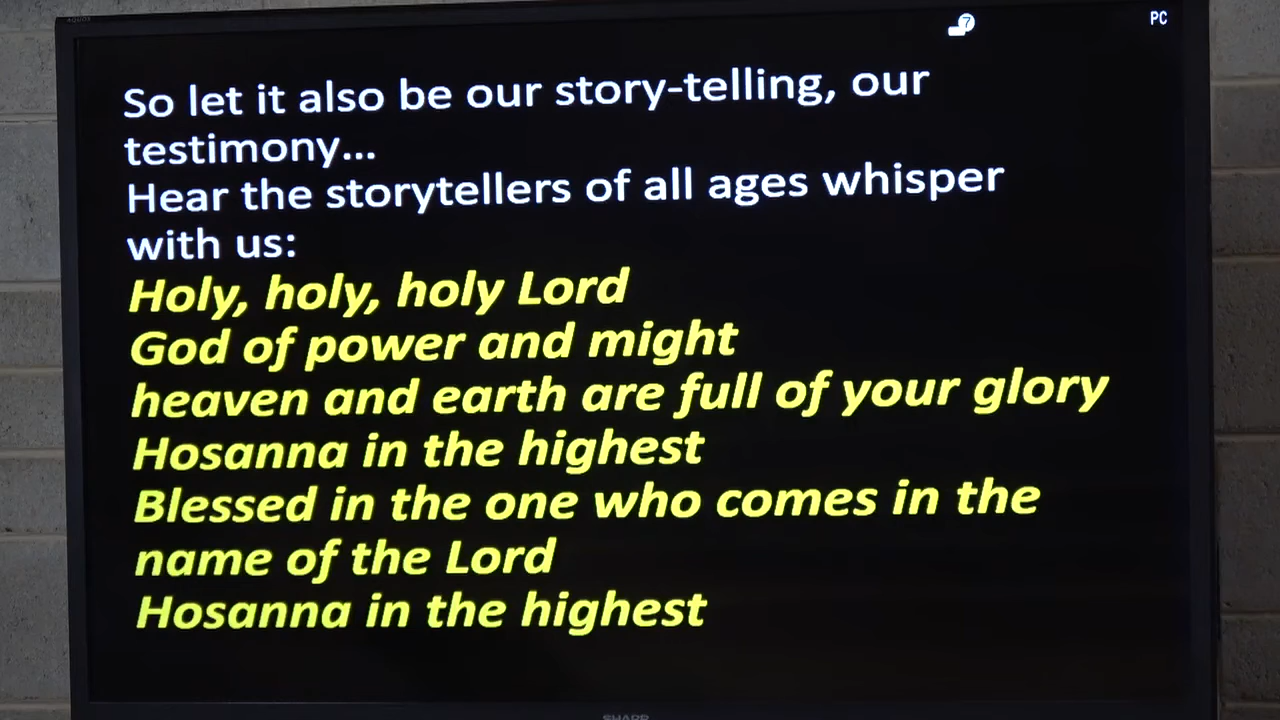 AQUOS
7
PC
So let it also be our story-telling, our
testimony...
Hear the storytellers of all ages whisper
with us:
Holy, holy, holy Lord
God of power and might
heaven and earth are full of your glory
Hosanna in the highest
Blessed in the one who comes in the
name of the Lord
Hosanna in the highest
SHARP